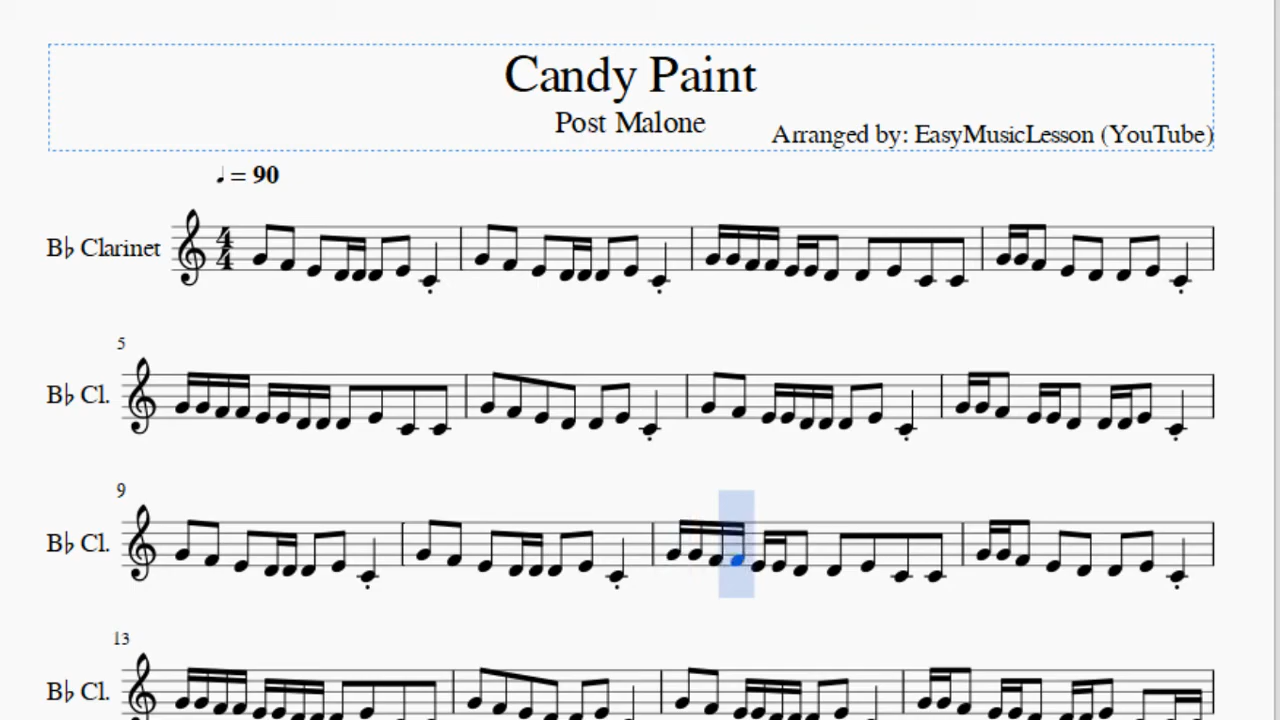 Candy Paint
Post Malone
Arranged by: EasyMusicLesson (YouTube)
♩ = 90
B♭ Clarinet
4
4
5
B♭ Cl.
9
B♭ Cl.
13
B♭ Cl.